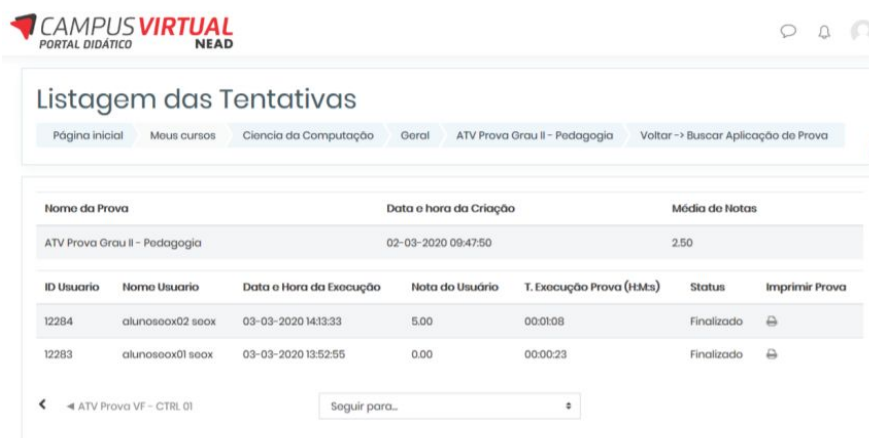 CAMPUS VIRTUAL
PORTAL DIDÁTICO NEAD
Listagem das Tentativas
Página inicial Meus cursos Ciencia da Computação Geral ATV Prova Grau II - Pedagogia Voltar -> Buscar Aplicação de Prova
Nome da Prova Data e hora da Criação Média de Notas
ATV Prova Grau II - Pedagogia 02-03-2020 09:47:50 2.50
ID Usuario Nome Usuario Data e Hora da Execução Nota do Usuário T. Execução Prova (H:M:s) Status Imprimir Prova
12284 alunoseox02 seox 03-03-2020 14:13:33 5.00 00:01:08 Finalizado
12283 alunoseox01 seox 03-03-2020 13:52:55 0.00 00:00:23 Finalizado
◄ ATV Prova VF - CTRL 01 Seguir para...